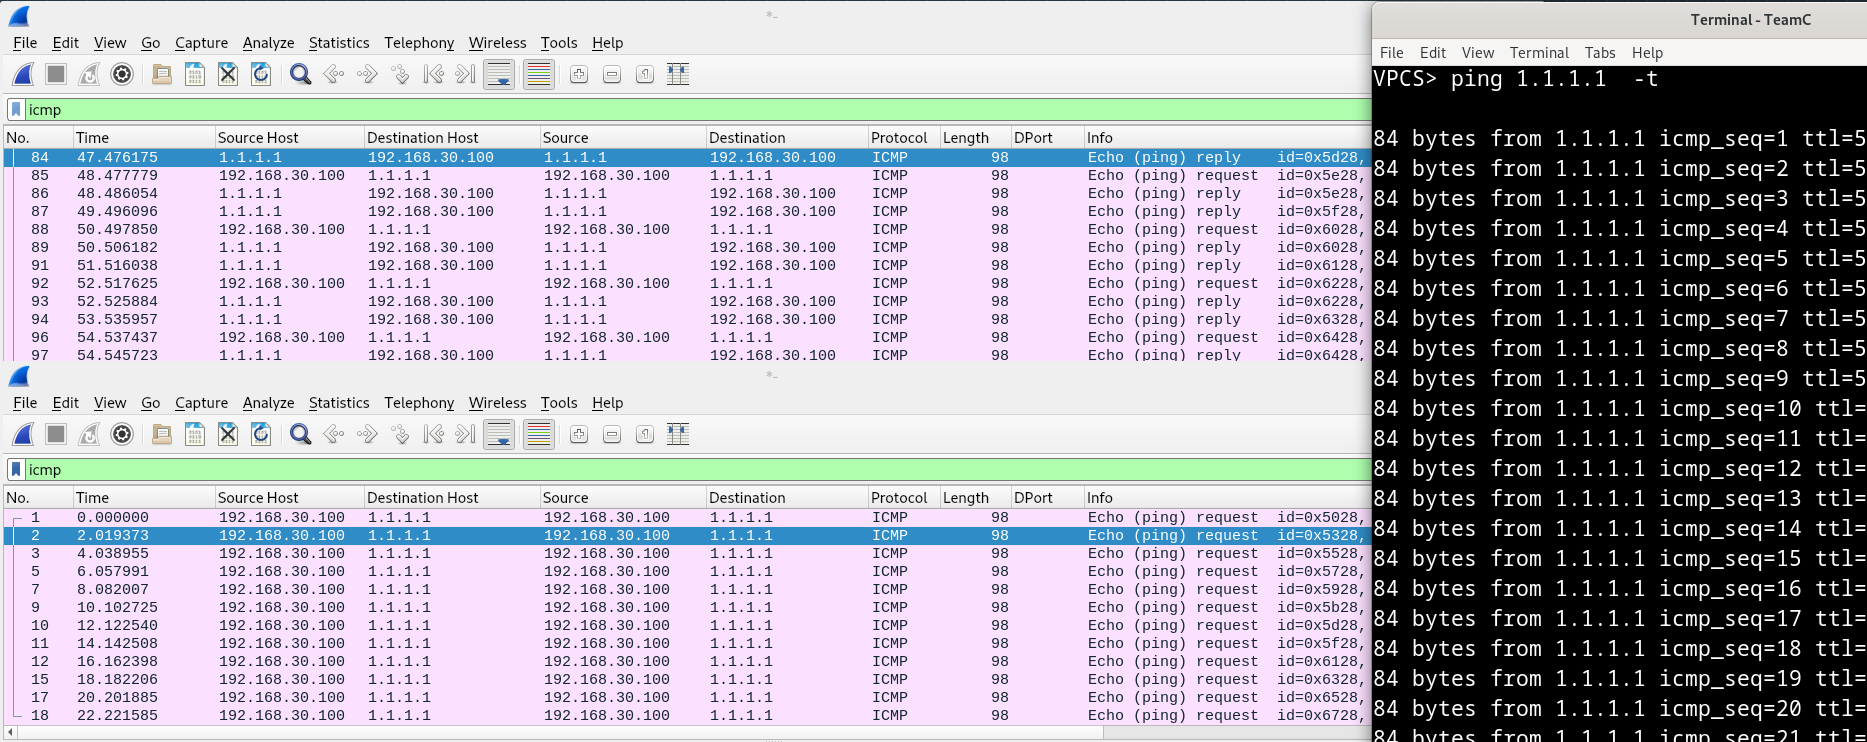 *-
File Edit View Go Capture Analyze Statistics Telephony Wireless Tools Help
icmp
No. Time Source Host Destination Host Source Destination Protocol Length DPort Info
84 47.476175 1.1.1.1 192.168.30.100 1.1.1.1 192.168.30.100 ICMP 98 Echo (ping) reply id=0x5d28,
85 48.477779 192.168.30.100 1.1.1.1 192.168.30.100 1.1.1.1 ICMP 98 Echo (ping) request id=0x5e28,
86 48.486054 1.1.1.1 192.168.30.100 1.1.1.1 192.168.30.100 ICMP 98 Echo (ping) reply id=0x5e28,
87 49.496096 1.1.1.1 192.168.30.100 1.1.1.1 192.168.30.100 ICMP 98 Echo (ping) reply id=0x5f28,
88 50.497850 192.168.30.100 1.1.1.1 192.168.30.100 1.1.1.1 ICMP 98 Echo (ping) request id=0x6028,
89 50.506182 1.1.1.1 192.168.30.100 1.1.1.1 192.168.30.100 ICMP 98 Echo (ping) reply id=0x6028,
91 51.516038 1.1.1.1 192.168.30.100 1.1.1.1 192.168.30.100 ICMP 98 Echo (ping) reply id=0x6128,
92 52.517625 192.168.30.100 1.1.1.1 192.168.30.100 1.1.1.1 ICMP 98 Echo (ping) request id=0x6228,
93 52.525884 1.1.1.1 192.168.30.100 1.1.1.1 192.168.30.100 ICMP 98 Echo (ping) reply id=0x6228,
94 53.535957 1.1.1.1 192.168.30.100 1.1.1.1 192.168.30.100 ICMP 98 Echo (ping) reply id=0x6328,
96 54.537437 192.168.30.100 1.1.1.1 192.168.30.100 1.1.1.1 ICMP 98 Echo (ping) request id=0x6428,
97 54.545723 1.1.1.1 192.168.30.100 1.1.1.1 192.168.30.100 ICMP 98 Echo (ping) reply id=0x6428,
*-
File Edit View Go Capture Analyze Statistics Telephony Wireless Tools Help
icmp
No. Time Source Host Destination Host Source Destination Protocol Length DPort Info
1 0.000000 192.168.30.100 1.1.1.1 192.168.30.100 1.1.1.1 ICMP 98 Echo (ping) request id=0x5028,
2 2.019373 192.168.30.100 1.1.1.1 192.168.30.100 1.1.1.1 ICMP 98 Echo (ping) request id=0x5328,
3 4.038955 192.168.30.100 1.1.1.1 192.168.30.100 1.1.1.1 ICMP 98 Echo (ping) request id=0x5528,
5 6.057991 192.168.30.100 1.1.1.1 192.168.30.100 1.1.1.1 ICMP 98 Echo (ping) request id=0x5728,
7 8.082007 192.168.30.100 1.1.1.1 192.168.30.100 1.1.1.1 ICMP 98 Echo (ping) request id=0x5928,
9 10.102725 192.168.30.100 1.1.1.1 192.168.30.100 1.1.1.1 ICMP 98 Echo (ping) request id=0x5b28,
10 12.122540 192.168.30.100 1.1.1.1 192.168.30.100 1.1.1.1 ICMP 98 Echo (ping) request id=0x5d28,
11 14.142508 192.168.30.100 1.1.1.1 192.168.30.100 1.1.1.1 ICMP 98 Echo (ping) request id=0x5f28,
12 16.162398 192.168.30.100 1.1.1.1 192.168.30.100 1.1.1.1 ICMP 98 Echo (ping) request id=0x6128,
15 18.182206 192.168.30.100 1.1.1.1 192.168.30.100 1.1.1.1 ICMP 98 Echo (ping) request id=0x6328,
17 20.201885 192.168.30.100 1.1.1.1 192.168.30.100 1.1.1.1 ICMP 98 Echo (ping) request id=0x6528,
18 22.221585 192.168.30.100 1.1.1.1 192.168.30.100 1.1.1.1 ICMP 98 Echo (ping) request id=0x6728,
Terminal - TeamC
File Edit View Terminal Tabs Help
VPCS> ping 1.1.1.1 -t
84 bytes from 1.1.1.1 icmp_seq=1 ttl=5
84 bytes from 1.1.1.1 icmp_seq=2 ttl=5
84 bytes from 1.1.1.1 icmp_seq=3 ttl=5
84 bytes from 1.1.1.1 icmp_seq=4 ttl=5
84 bytes from 1.1.1.1 icmp_seq=5 ttl=5
84 bytes from 1.1.1.1 icmp_seq=6 ttl=5
84 bytes from 1.1.1.1 icmp_seq=7 ttl=5
84 bytes from 1.1.1.1 icmp_seq=8 ttl=5
84 bytes from 1.1.1.1 icmp_seq=9 ttl=5
84 bytes from 1.1.1.1 icmp_seq=10 ttl=
84 bytes from 1.1.1.1 icmp_seq=11 ttl=
84 bytes from 1.1.1.1 icmp_seq=12 ttl=
84 bytes from 1.1.1.1 icmp_seq=13 ttl=
84 bytes from 1.1.1.1 icmp_seq=14 ttl=
84 bytes from 1.1.1.1 icmp_seq=15 ttl=
84 bytes from 1.1.1.1 icmp_seq=16 ttl=
84 bytes from 1.1.1.1 icmp_seq=17 ttl=
84 bytes from 1.1.1.1 icmp_seq=18 ttl=
84 bytes from 1.1.1.1 icmp_seq=19 ttl=
84 bytes from 1.1.1.1 icmp_seq=20 ttl=
84 bytes from 1.1.1.1 icmp_seq=21 ttl=